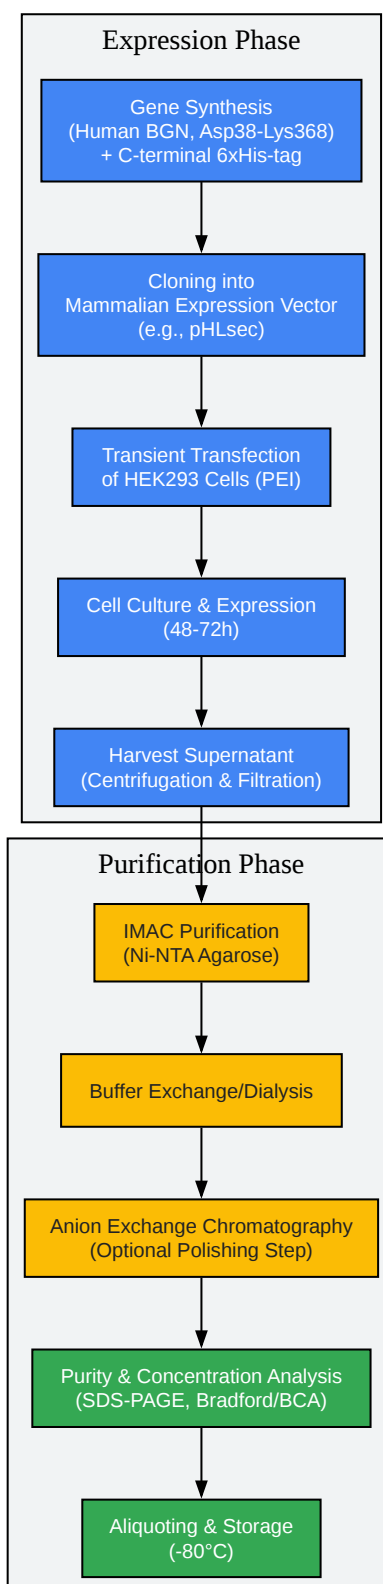 Expression Phase
Gene Synthesis
(Human BGN, Asp38-Lys368)
+ C-terminal 6xHis-tag
Cloning into
Mammalian Expression Vector
(e.g., pHLsec)
Transient Transfection
of HEK293 Cells (PEI)
Cell Culture & Expression
(48-72h)
Harvest Supernatant
(Centrifugation & Filtration)
Purification Phase
IMAC Purification
(Ni-NTA Agarose)
Buffer Exchange/Dialysis
Anion Exchange Chromatography
(Optional Polishing Step)
Purity & Concentration Analysis
(SDS-PAGE, Bradford/BCA)
Aliquoting & Storage
(-80°C)